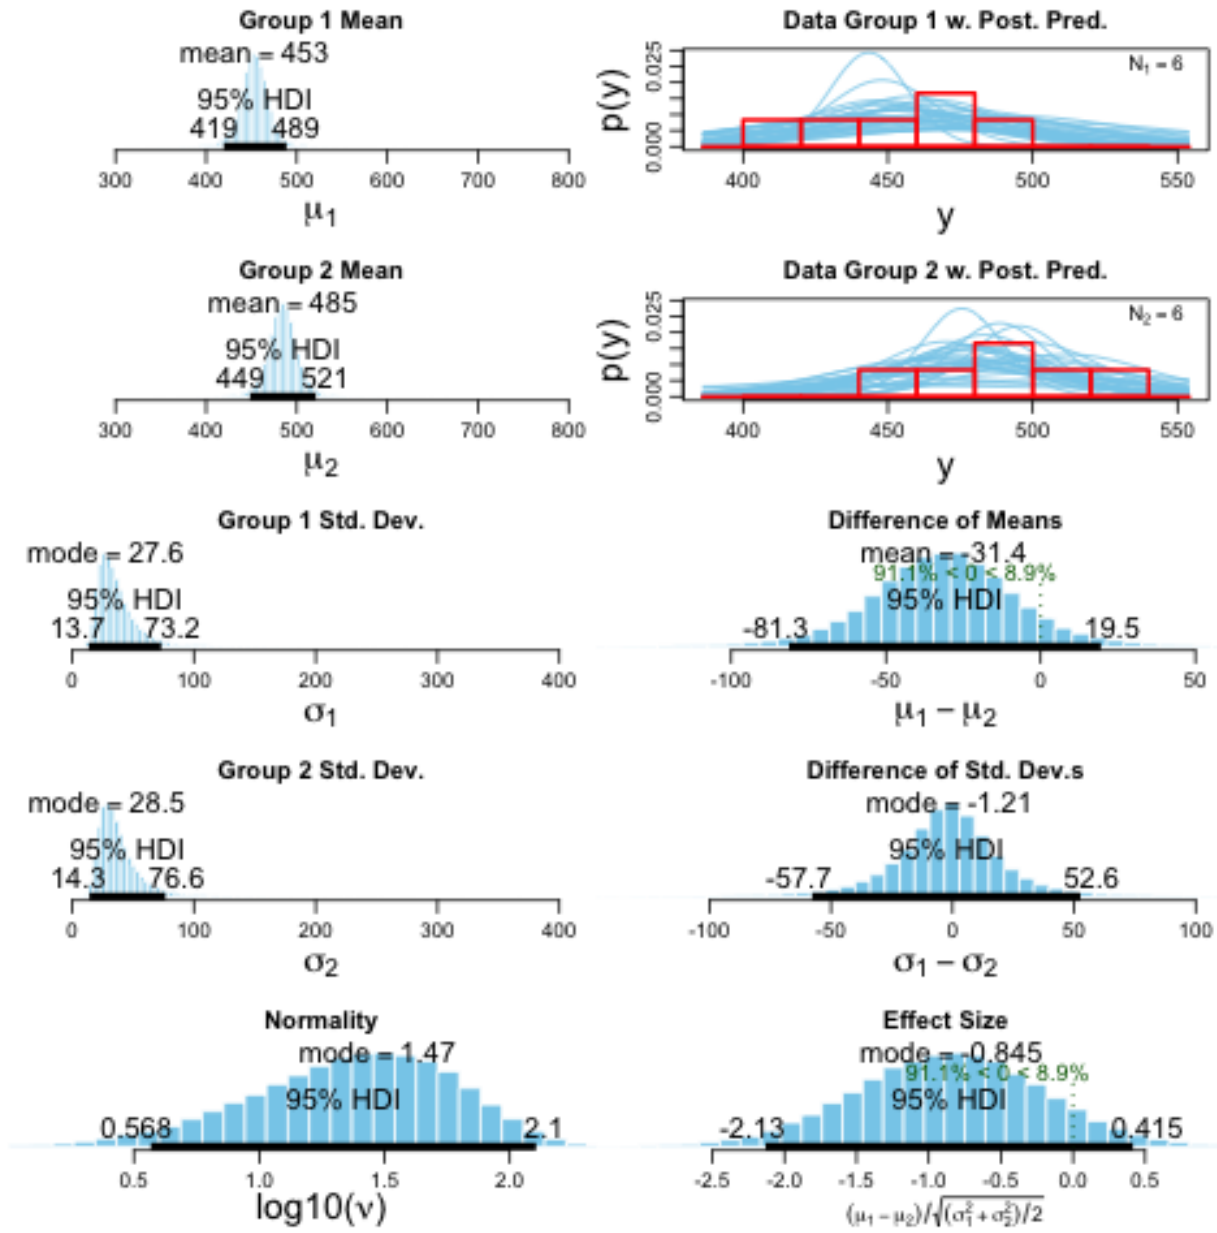 Group 1 Mean
mean = 453
95% HDI
419 489
300 400 500 600 700 800
μ1
Data Group 1 w. Post. Pred.
N1 = 6
p(y)
0.000 0.025
400 450 500 550
y
Group 2 Mean
mean = 485
95% HDI
449 521
300 400 500 600 700 800
μ2
Data Group 2 w. Post. Pred.
N2 = 6
p(y)
0.000 0.025
400 450 500 550
y
Group 1 Std. Dev.
mode = 27.6
95% HDI
13.7 73.2
0 100 200 300 400
σ1
Difference of Means
mean = -31.4
91.1% < 0 < 8.9%
95% HDI
-81.3 19.5
-100 -50 0 50
μ1 − μ2
Group 2 Std. Dev.
mode = 28.5
95% HDI
14.3 76.6
0 100 200 300 400
σ2
Difference of Std. Dev.s
mode = -1.21
95% HDI
-57.7 52.6
-100 -50 0 50 100
σ1 − σ2
Normality
mode = 1.47
95% HDI
0.568 2.1
0.5 1.0 1.5 2.0
log10(ν)
Effect Size
mode = -0.845
91.1% < 0 < 8.9%
95% HDI
-2.13 0.415
-2.5 -2.0 -1.5 -1.0 -0.5 0.0 0.5
(μ1 − μ2)/√(σ1² + σ2²)/2